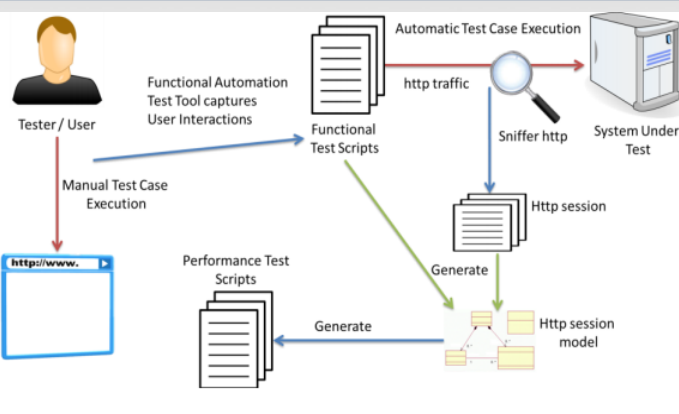 Automatic Test Case Execution
Functional Automation
Test Tool captures
User Interactions
http traffic
Tester / User
Functional
Test Scripts
Sniffer http
System Under
Test
Manual Test Case
Execution
Http session
http://www.
Performance Test
Scripts
Generate
Generate
Http session
model